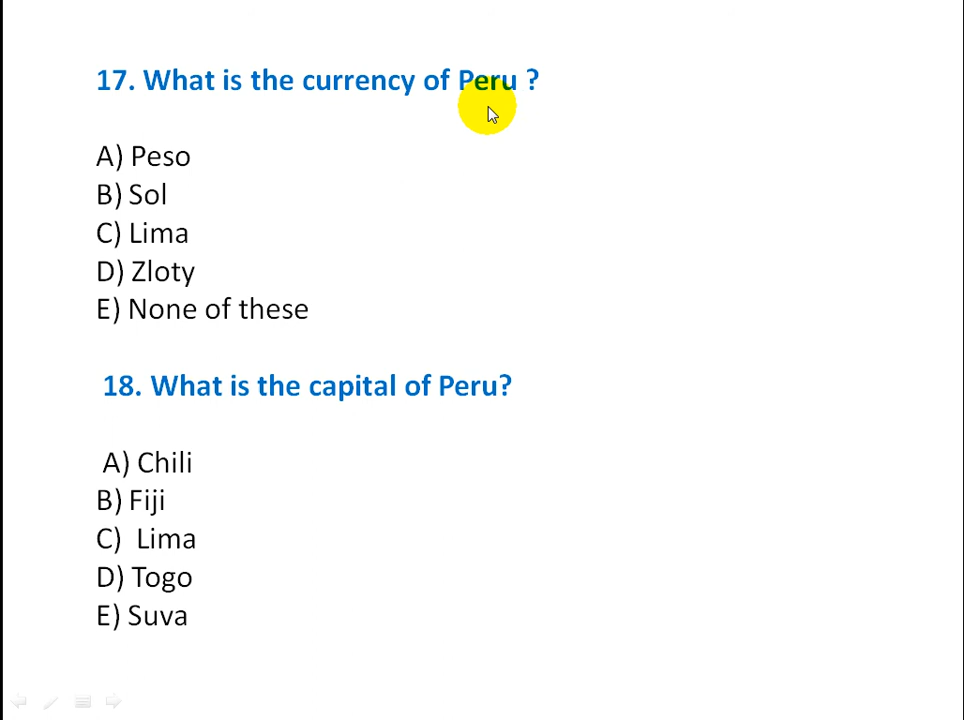 17. What is the currency of Peru ?
A) Peso
B) Sol
C) Lima
D) Zloty
E) None of these
18. What is the capital of Peru?
A) Chili
B) Fiji
C) Lima
D) Togo
E) Suva